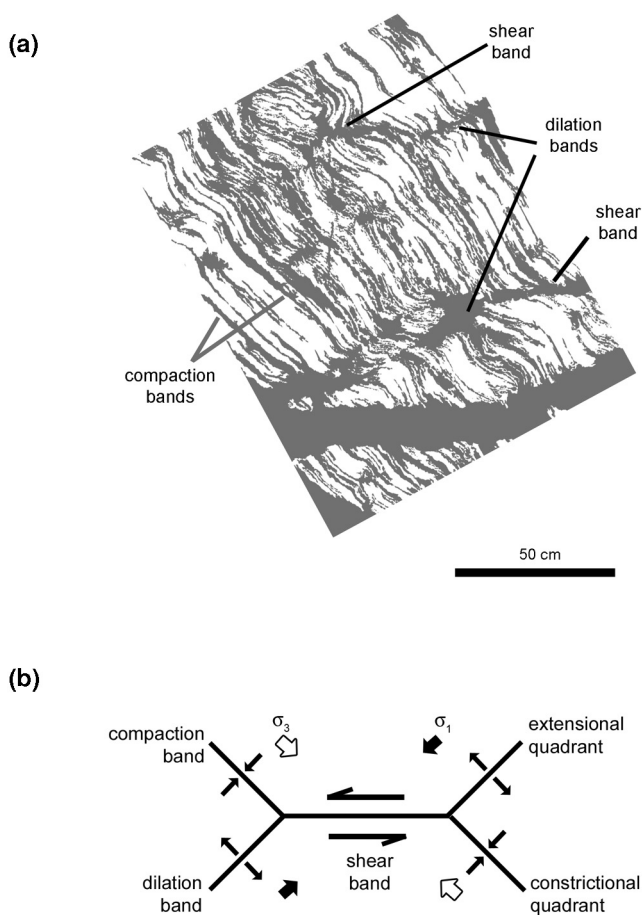 (a)
shear
band
dilation
bands
shear
band
compaction
bands
50 cm
(b)
compaction
band
σ3
σ1
extensional
quadrant
shear
band
dilation
band
constrictional
quadrant